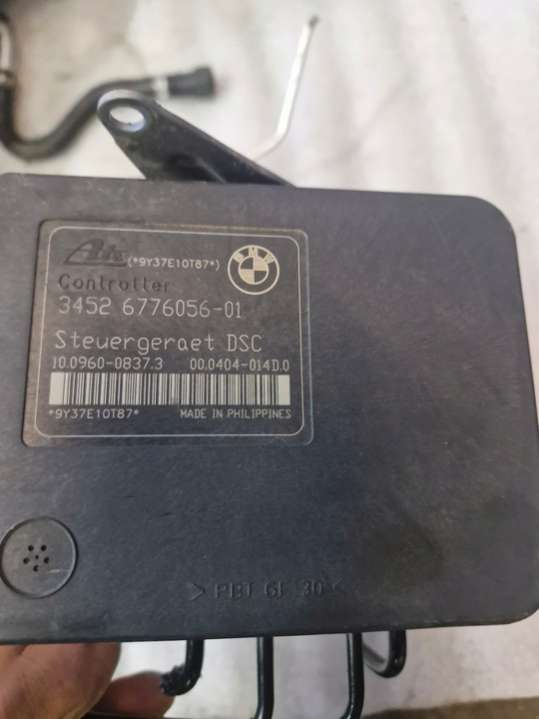 Ate (*9Y37E10T87*) BMW
Controller
3452 6776056-01
Steuergeraet DSC
10.0960-0837.3 00.0404-014D.0
*9Y37E10T87* MADE IN PHILIPPINES
> PBT GF 30 <